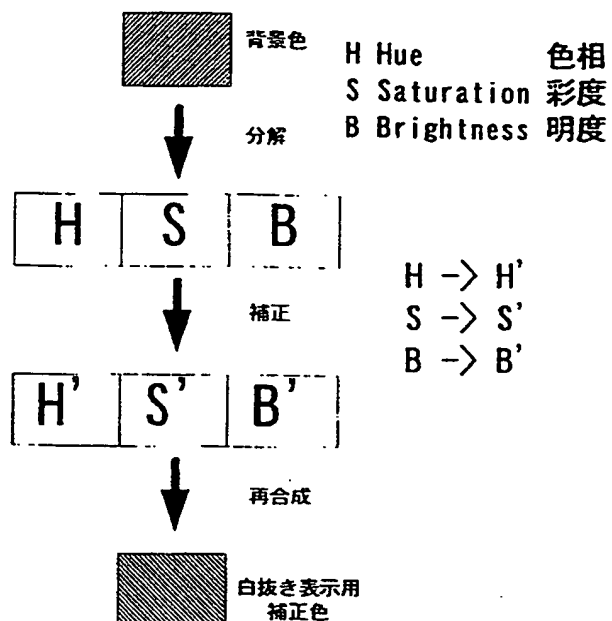 背景色
H Hue 色相
S Saturation 彩度
B Brightness 明度
分解
H S B
H -> H'
S -> S'
B -> B'
補正
H' S' B'
再合成
白抜き表示用
補正色